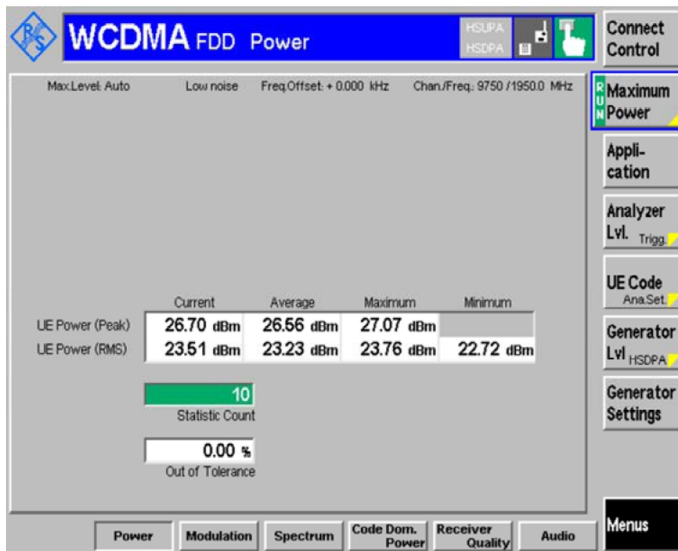 R&S
WCDMA FDD Power
HSUPA
HSDPA
Connect
Control
Max.Level: Auto Low noise Freq.Offset: + 0.000 kHz Chan./Freq.: 9750 / 1950.0 MHz
RUN
Maximum
Power
Appli-
cation
Analyzer
Lvl. Trigg.
UE Code
Ana.Set.
Generator
Lvl HSDPA
Generator
Settings
Current Average Maximum Minimum
UE Power (Peak) 26.70 dBm 26.56 dBm 27.07 dBm
UE Power (RMS) 23.51 dBm 23.23 dBm 23.76 dBm 22.72 dBm
10
Statistic Count
0.00 %
Out of Tolerance
Power Modulation Spectrum Code Dom. Power Receiver Quality Audio
Menus